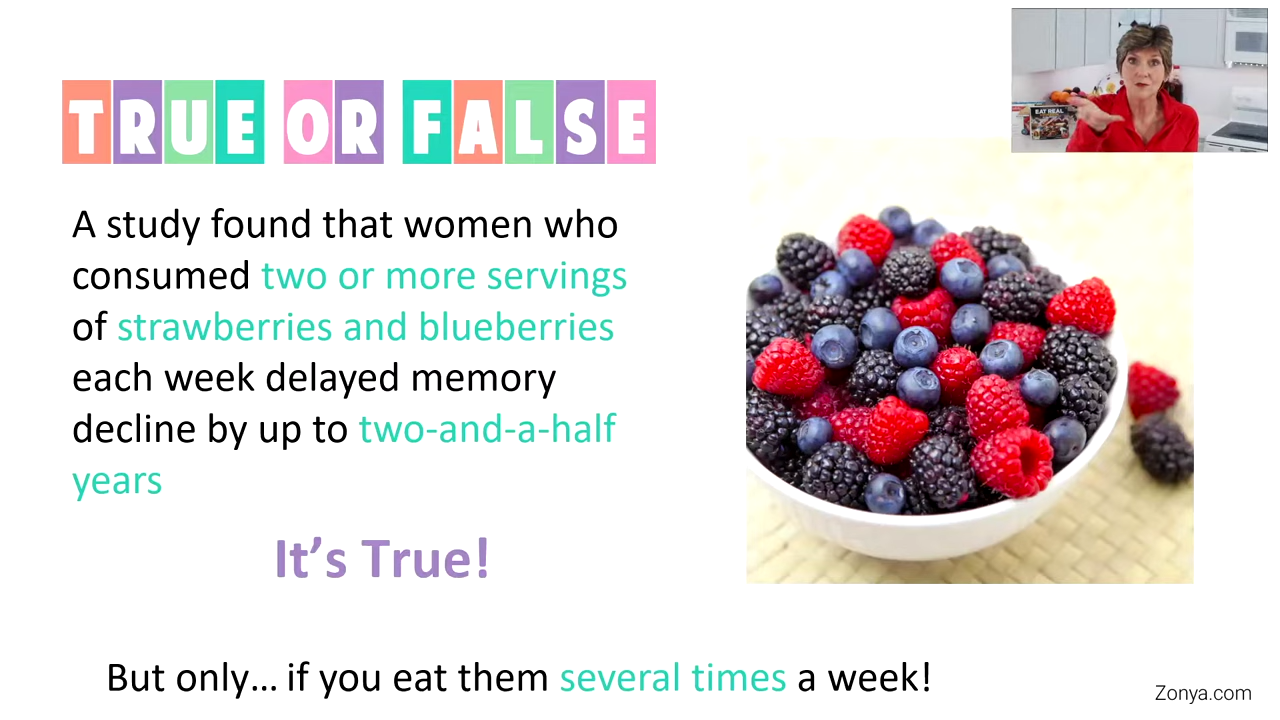 TRUE OR FALSE
EAT REAL
A study found that women who
consumed two or more servings
of strawberries and blueberries
each week delayed memory
decline by up to two-and-a-half
years
It’s True!
But only... if you eat them several times a week!
Zonya.com